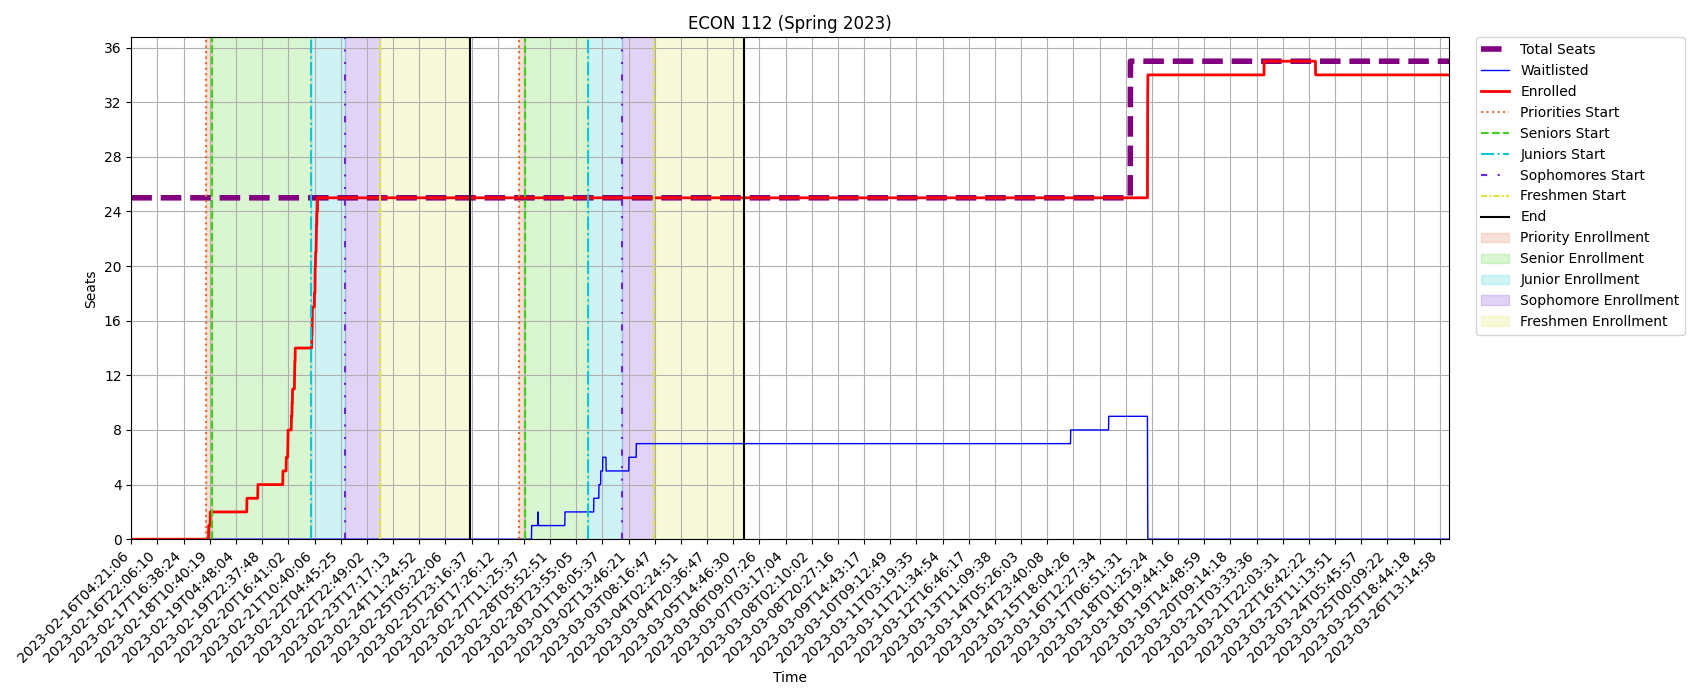 ECON 112 (Spring 2023)
Total Seats
Waitlisted
Enrolled
Priorities Start
Seniors Start
Juniors Start
Sophomores Start
Freshmen Start
End
Priority Enrollment
Senior Enrollment
Junior Enrollment
Sophomore Enrollment
Freshmen Enrollment
Seats
36
32
28
24
20
16
12
8
4
0
2023-02-16T04:21:06
2023-02-16T22:06:10
2023-02-17T16:38:24
2023-02-18T10:40:19
2023-02-19T04:48:04
2023-02-19T22:37:48
2023-02-20T16:41:02
2023-02-21T10:40:06
2023-02-22T04:45:25
2023-02-22T22:49:02
2023-02-23T17:17:13
2023-02-24T11:24:52
2023-02-25T05:22:06
2023-02-25T23:16:37
2023-02-26T17:26:12
2023-02-27T11:25:37
2023-02-28T05:52:51
2023-02-28T23:55:05
2023-03-01T18:05:37
2023-03-02T13:46:21
2023-03-03T08:16:47
2023-03-04T02:24:51
2023-03-04T20:36:47
2023-03-05T14:46:30
2023-03-06T09:07:26
2023-03-07T03:17:04
2023-03-08T02:10:02
2023-03-08T20:27:16
2023-03-09T14:43:17
2023-03-10T09:12:49
2023-03-11T03:19:35
2023-03-11T21:34:54
2023-03-12T16:46:17
2023-03-13T11:09:38
2023-03-14T05:26:03
2023-03-14T23:40:08
2023-03-15T18:04:26
2023-03-16T12:27:34
2023-03-17T06:51:31
2023-03-18T01:25:24
2023-03-18T19:44:16
2023-03-19T14:48:59
2023-03-20T09:14:18
2023-03-21T03:33:36
2023-03-21T22:03:31
2023-03-22T16:42:22
2023-03-23T11:13:51
2023-03-24T05:45:57
2023-03-25T00:09:22
2023-03-25T18:44:18
2023-03-26T13:14:58
Time